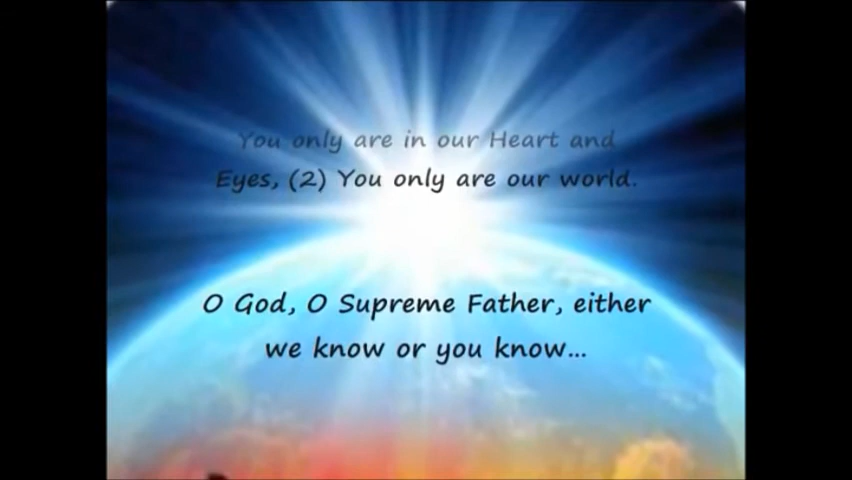 You only are in our Heart and
Eyes, (2) You only are our world.
O God, O Supreme Father, either
we know or you know...